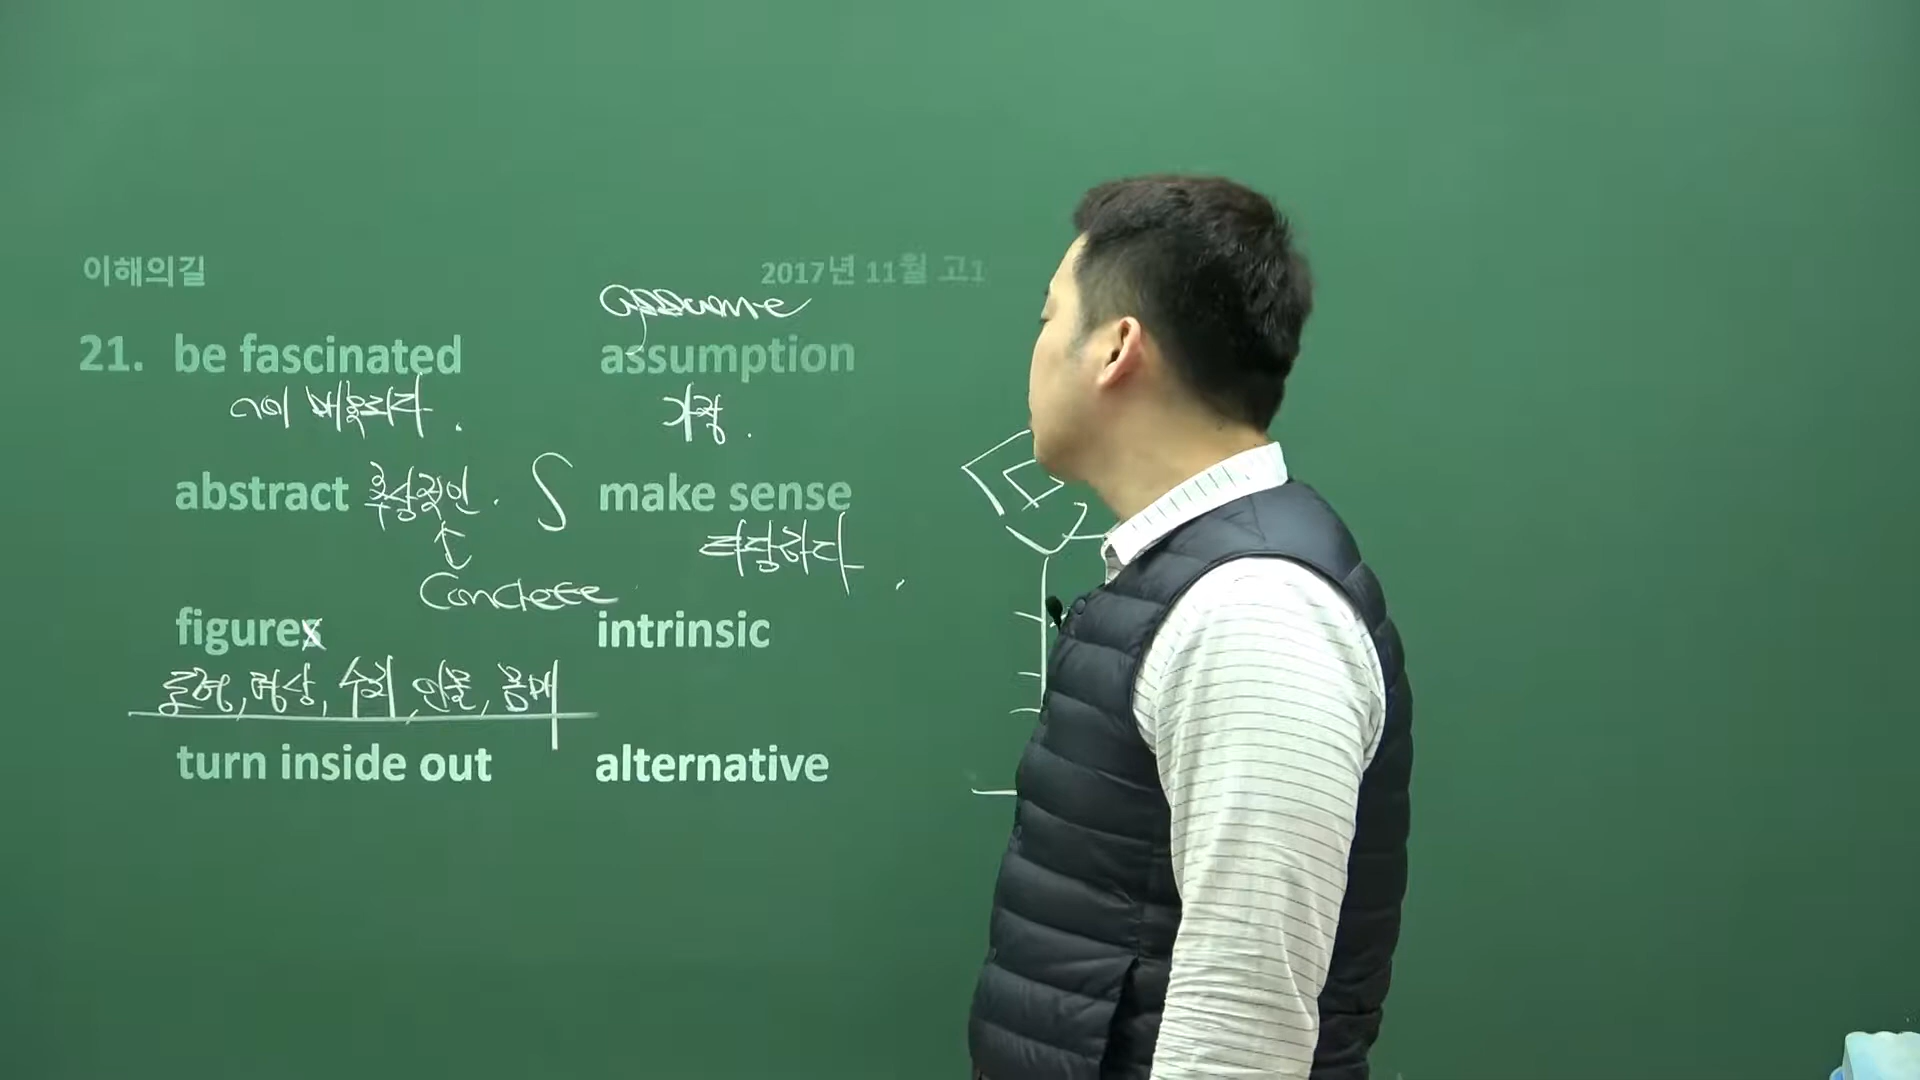 이해의길
2017년 11월 고1
assume
21. be fascinated
assumption
~에 매혹되다.
가정.
abstract 추상적인.
make sense
타당하다.
concrete
figures
intrinsic
도형, 형상, 수치, 인물, 몸매
turn inside out
alternative